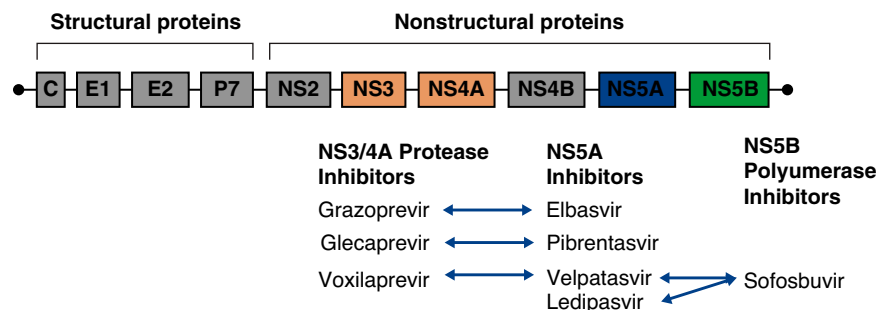 Structural proteins Nonstructural proteins
C E1 E2 P7 NS2 NS3 NS4A NS4B NS5A NS5B
NS3/4A Protease
Inhibitors
Grazoprevir
Glecaprevir
Voxilaprevir
NS5A
Inhibitors
Elbasvir
Pibrentasvir
Velpatasvir
Ledipasvir
NS5B
Polyumerase
Inhibitors
Sofosbuvir